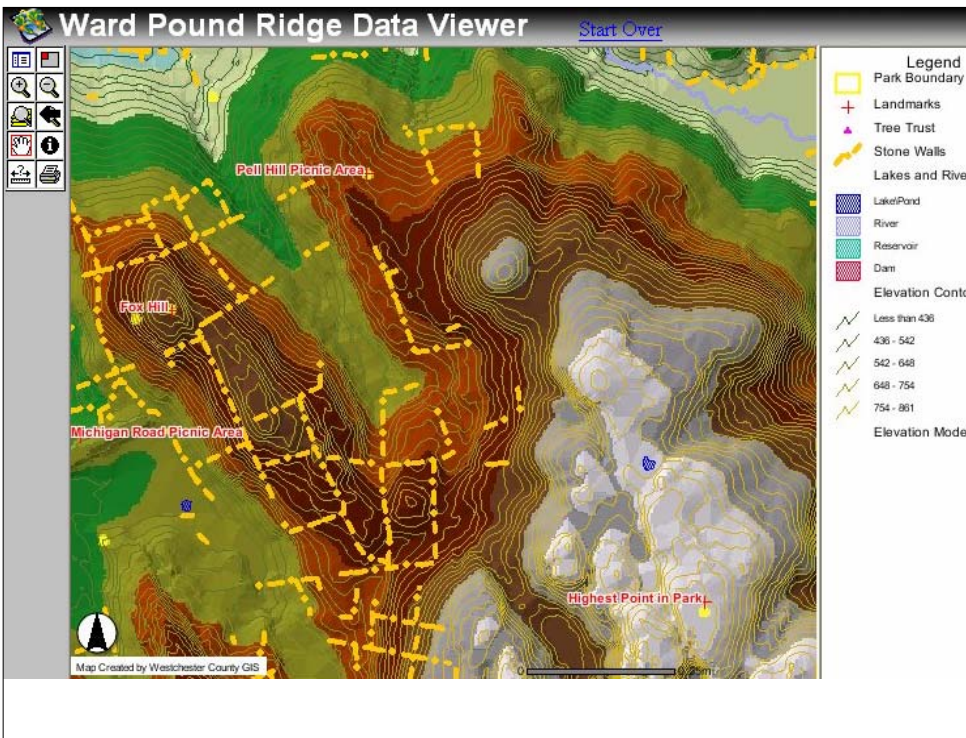 Ward Pound Ridge Data Viewer
Start Over
Pell Hill Picnic Area
Fox Hill
Michigan Road Picnic Area
Highest Point in Park
Map Created by Westchester County GIS
0 0.25mi
Legend
Park Boundary
Landmarks
Tree Trust
Stone Walls
Lakes and Rive
Lake\Pond
River
Reservoir
Dam
Elevation Conto
Less than 436
436 - 542
542 - 648
648 - 754
754 - 861
Elevation Mode